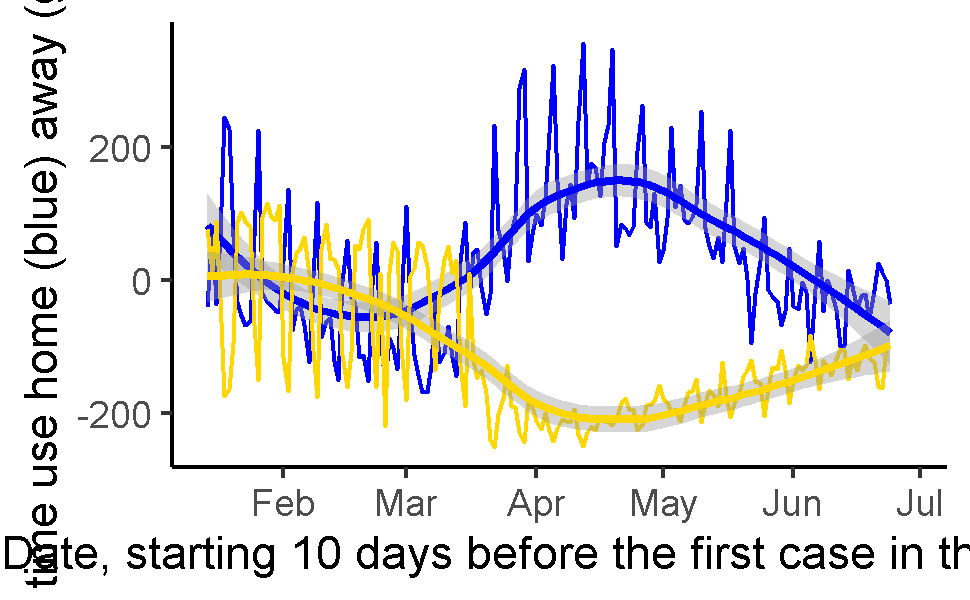 time use home (blue) away (
200
0
-200
Feb Mar Apr May Jun Jul
Date, starting 10 days before the first case in th